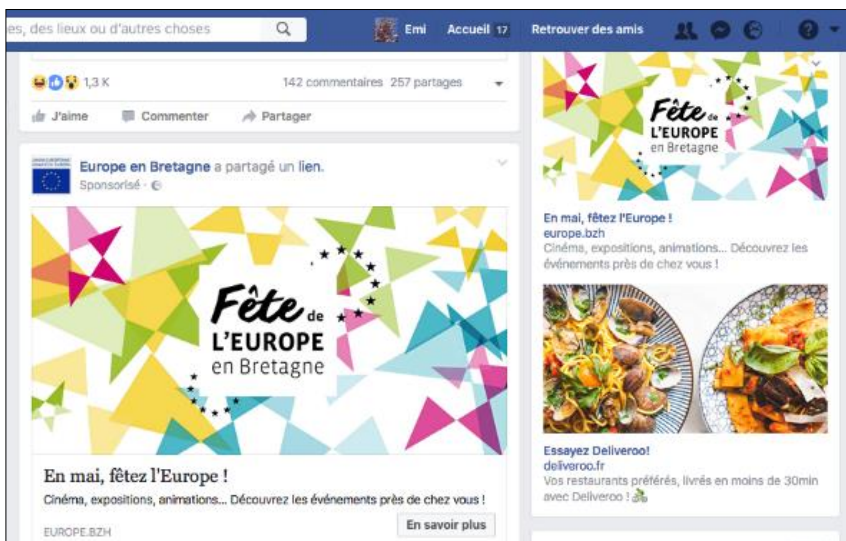 es, des lieux ou d'autres choses
Emi
Accueil 17
Retrouver des amis
1,3 K
142 commentaires 257 partages
J'aime
Commenter
Partager
Europe en Bretagne a partagé un lien.
Sponsorisé
Fête de
L'EUROPE
en Bretagne
En mai, fêtez l'Europe !
Cinéma, expositions, animations... Découvrez les événements près de chez vous !
EUROPE.BZH
En savoir plus
Fête de
L'EUROPE
en Bretagne
En mai, fêtez l'Europe !
europe.bzh
Cinéma, expositions, animations... Découvrez les
événements près de chez vous !
Essayez Deliveroo!
deliveroo.fr
Vos restaurants préférés, livrés en moins de 30min
avec Deliveroo !